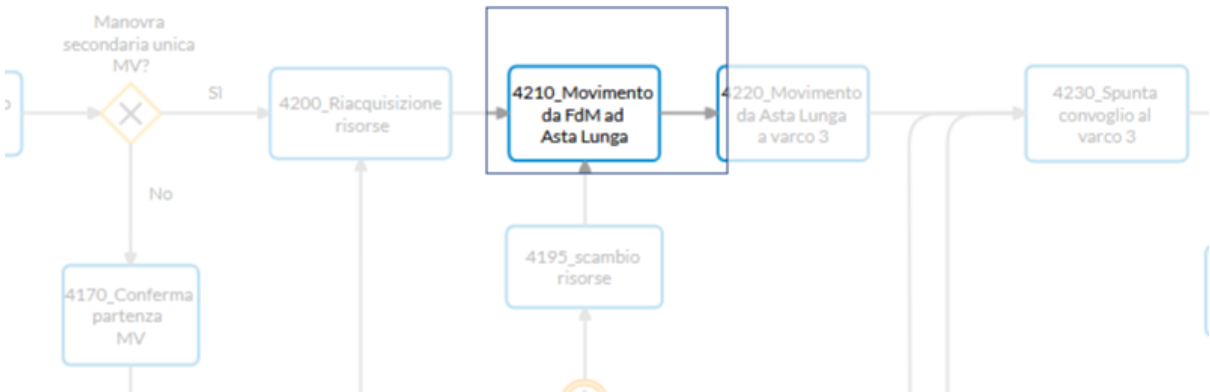 Manovra
secondaria unica
MV?
Sì
No
o
4200_Riacquisizione
risorse
4210_Movimento
da FdM ad
Asta Lunga
4220_Movimento
da Asta Lunga
a varco 3
4230_Spunta
convoglio al
varco 3
4195_scambio
risorse
4170_Conferma
partenza
MV